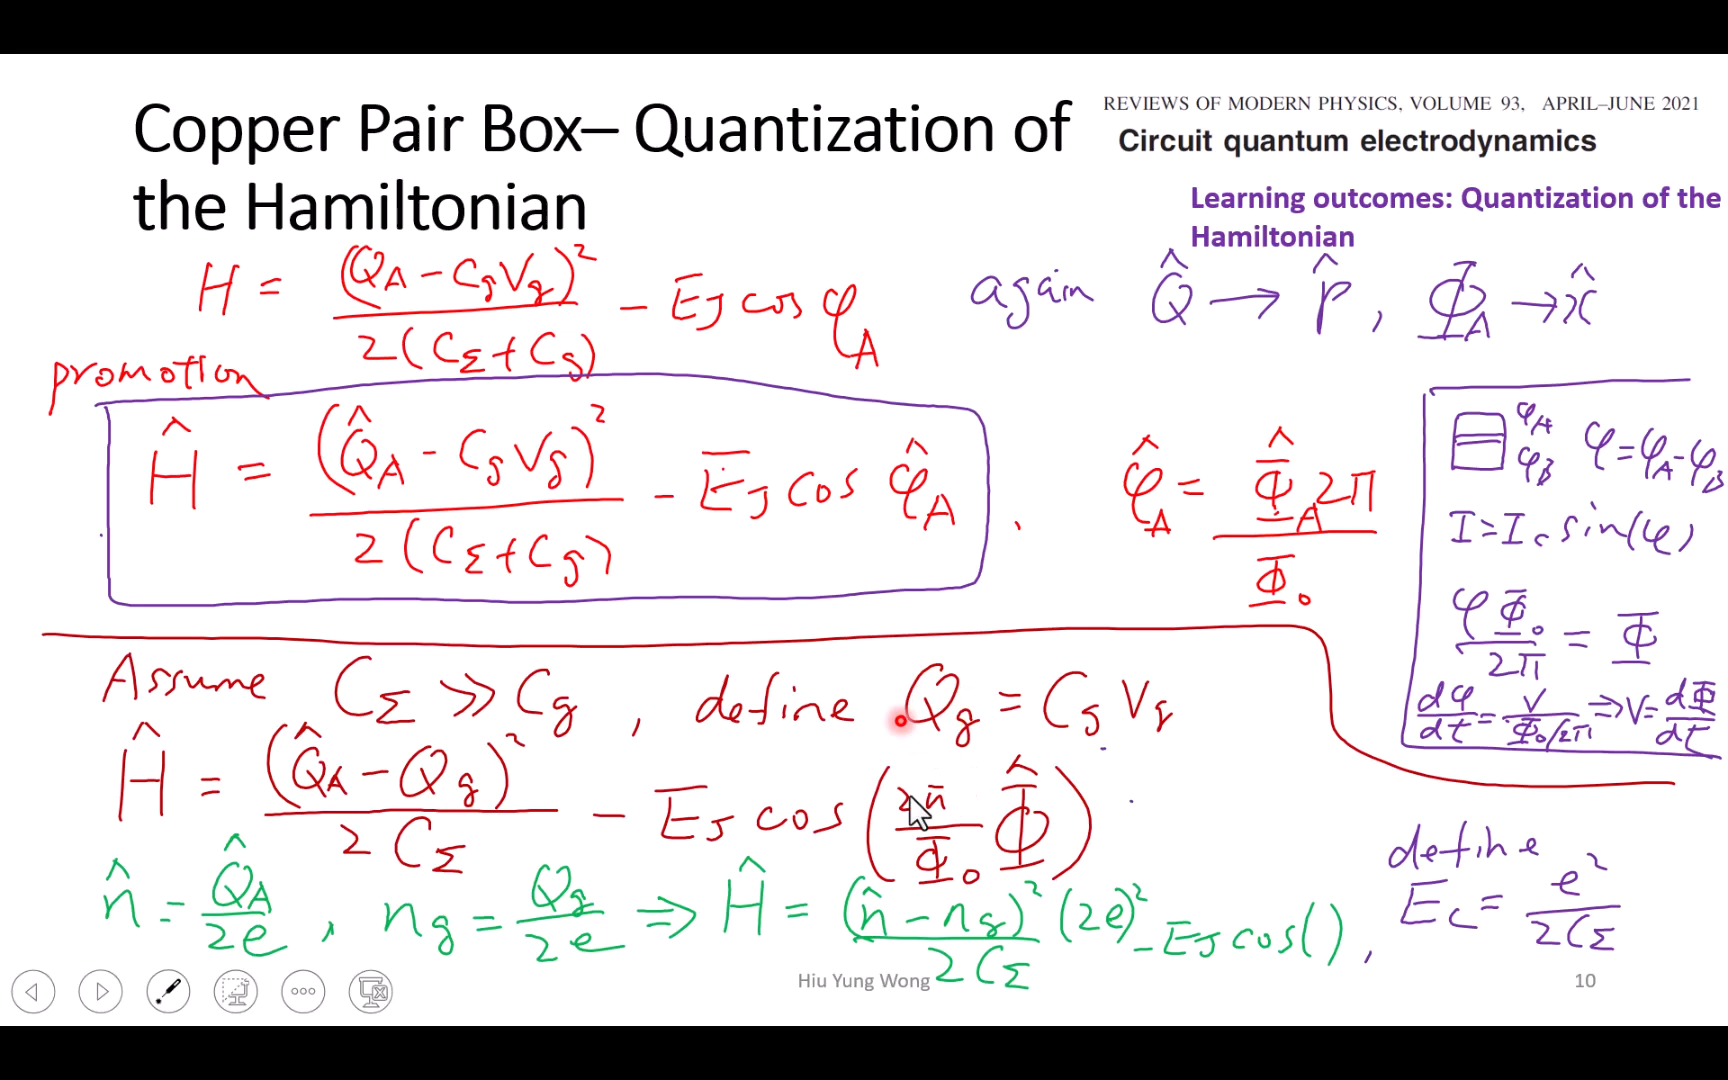 Copper Pair Box– Quantization of
the Hamiltonian
REVIEWS OF MODERN PHYSICS, VOLUME 93, APRIL–JUNE 2021
Circuit quantum electrodynamics
Learning outcomes: Quantization of the
Hamiltonian
H = (Q_A - C_g V_g)² / 2(C_Σ + C_g) - E_J cos φ_A
again Q̂ → p̂, Φ_A → x̂
promotion
Ĥ = (Q̂_A - C_g V_g)² / 2(C_Σ + C_g) - E_J cos φ̂_A , φ̂_A = Φ̂_A 2π / Φ₀
φ_A
φ_B
φ = φ_A - φ_B
I = I_c sin(φ)
φ Φ₀ / 2π = Φ
dφ/dt = V / (Φ₀/2π) ⇒ V = dΦ/dt
Assume C_Σ ≫ C_g , define Q_g = C_g V_g
Ĥ = (Q̂_A - Q_g)² / 2C_Σ - E_J cos(2π/Φ₀ Φ̂)
n̂ = Q̂_A / 2e , n_g = Q_g / 2e ⇒ Ĥ = (n̂ - n_g)² / 2C_Σ (2e)² - E_J cos( ) ,
define
E_c = e² / 2C_Σ
Hiu Yung Wong
10